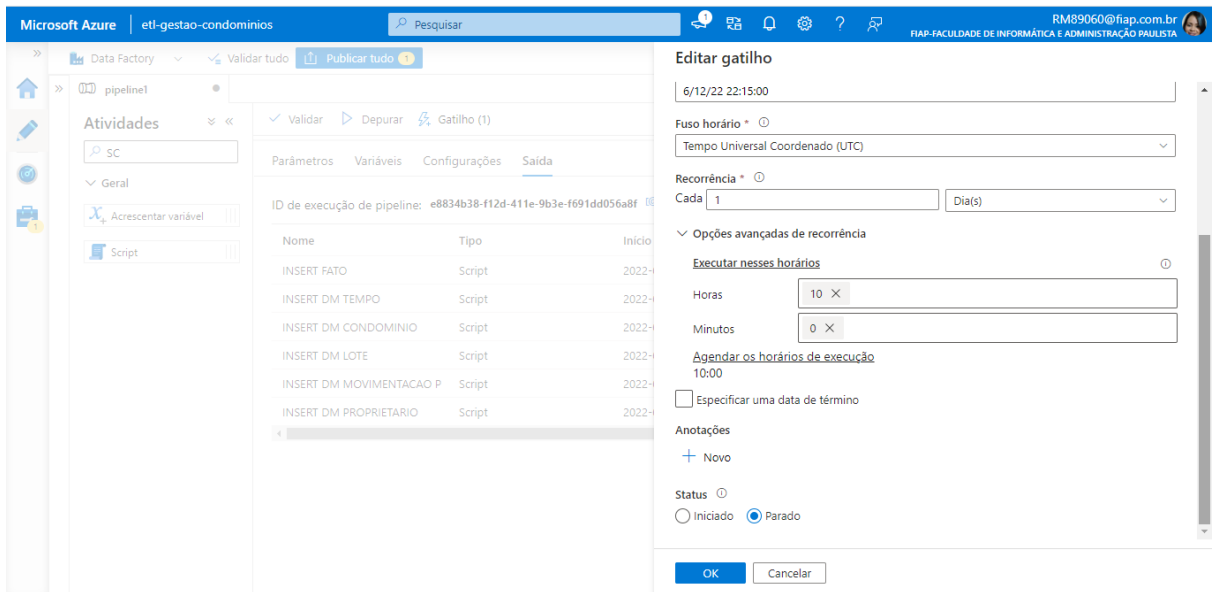 Microsoft Azure etl-gestao-condominios Pesquisar 1 RM89060@fiap.com.br
FIAP-FACULDADE DE INFORMÁTICA E ADMINISTRAÇÃO PAULISTA
Data Factory Validar tudo Publicar tudo 1
pipeline1
Atividades
SC
Geral
Acrescentar variável
Script
1
Validar Depurar Gatilho (1)
Parâmetros Variáveis Configurações Saída
ID de execução de pipeline: e8834b38-f12d-411e-9b3e-f691dd056a8f
Nome Tipo Início
INSERT FATO Script 2022-
INSERT DM TEMPO Script 2022-
INSERT DM CONDOMINIO Script 2022-
INSERT DM LOTE Script 2022-
INSERT DM MOVIMENTACAO P Script 2022-
INSERT DM PROPRIETARIO Script 2022-
Editar gatilho
6/12/22 22:15:00
Fuso horário *
Tempo Universal Coordenado (UTC)
Recorrência *
Cada 1 Dia(s)
Opções avançadas de recorrência
Executar nesses horários
Horas 10
Minutos 0
Agendar os horários de execução
10:00
Especificar uma data de término
Anotações
Novo
Status
Iniciado Parado
OK Cancelar